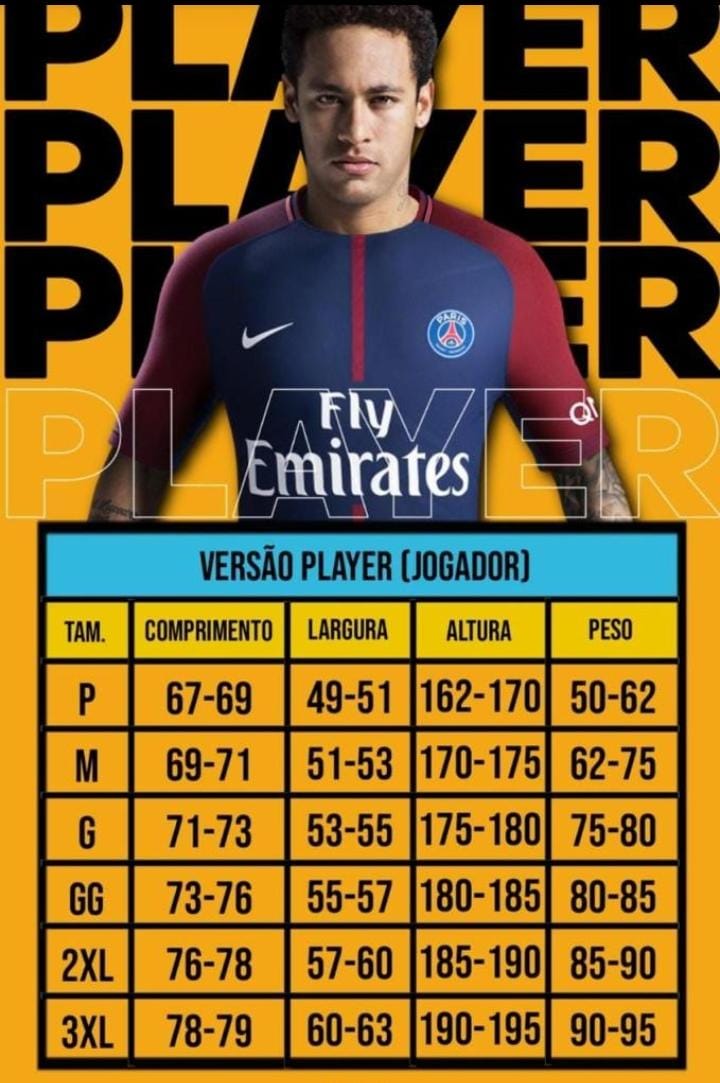 PLAYER
PLAYER
PLAYER
PARIS
Fly
Emirates
PLAYER
VERSÃO PLAYER (JOGADOR)
TAM. COMPRIMENTO LARGURA ALTURA PESO
P 67-69 49-51 162-170 50-62
M 69-71 51-53 170-175 62-75
G 71-73 53-55 175-180 75-80
GG 73-76 55-57 180-185 80-85
2XL 76-78 57-60 185-190 85-90
3XL 78-79 60-63 190-195 90-95